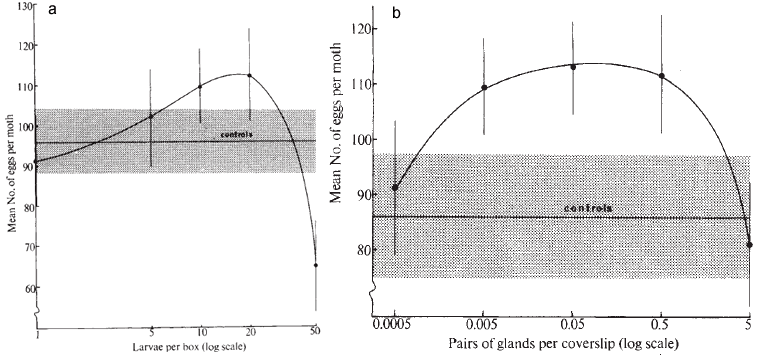 a
130
120
110
100
90
80
70
60
Mean No. of eggs per moth
controls
1
5
10
20
50
Larvae per box (log scale)
b
120
110
100
90
80
Mean No. of eggs per moth
controls
0.0005
0.005
0.05
0.5
5
Pairs of glands per coverslip (log scale)